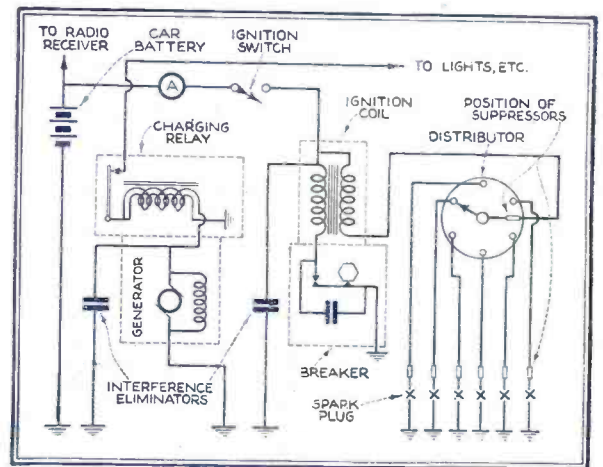 TO RADIO
RECEIVER
CAR
BATTERY
IGNITION
SWITCH
A
TO LIGHTS, ETC.
IGNITION
COIL
POSITION OF
SUPPRESSORS
DISTRIBUTOR
CHARGING
RELAY
GENERATOR
INTERFERENCE
ELIMINATORS
BREAKER
SPARK
PLUG